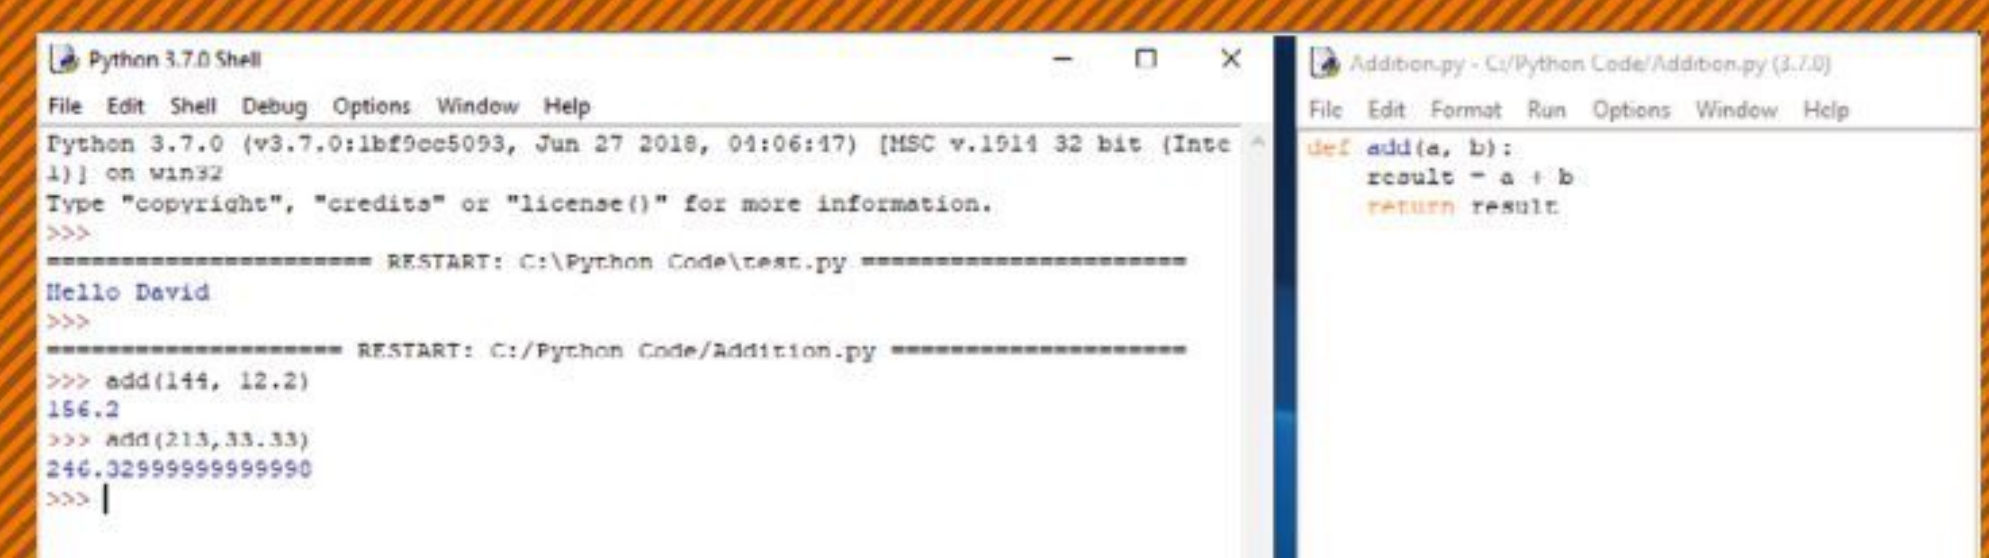 Python 3.7.0 Shell
File Edit Shell Debug Options Window Help
Python 3.7.0 (v3.7.0:1bf9cc5093, Jun 27 2018, 04:06:47) [MSC v.1914 32 bit (Inte
l)] on win32
Type "copyright", "credits" or "license()" for more information.
>>>
====================== RESTART: C:\Python Code\test.py ======================
Hello David
>>>
==================== RESTART: C:/Python Code/Addition.py ====================
>>> add(144, 12.2)
156.2
>>> add(213,33.33)
246.32999999999998
>>>
Addition.py - C:/Python Code/Addition.py (3.7.0)
File Edit Format Run Options Window Help
def add(a, b):
    result = a + b
    return result